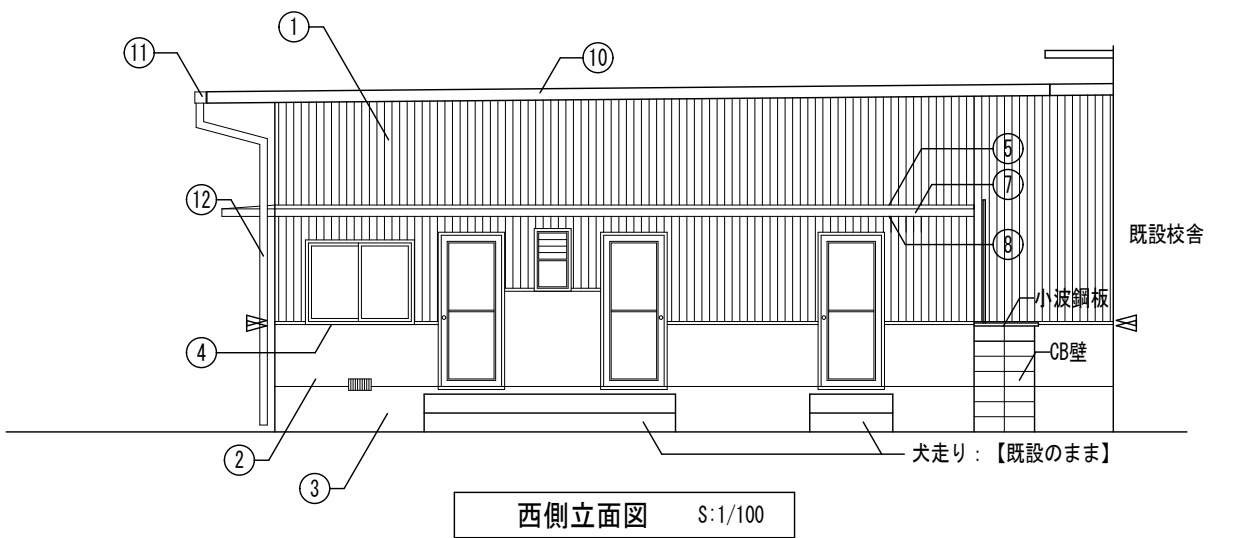 ①
⑪
⑩
⑤
⑦
⑫
既設校舎
⑧
小波鋼板
④
CB壁
②
犬走り：【既設のまま】
③
西側立面図 S:1/100